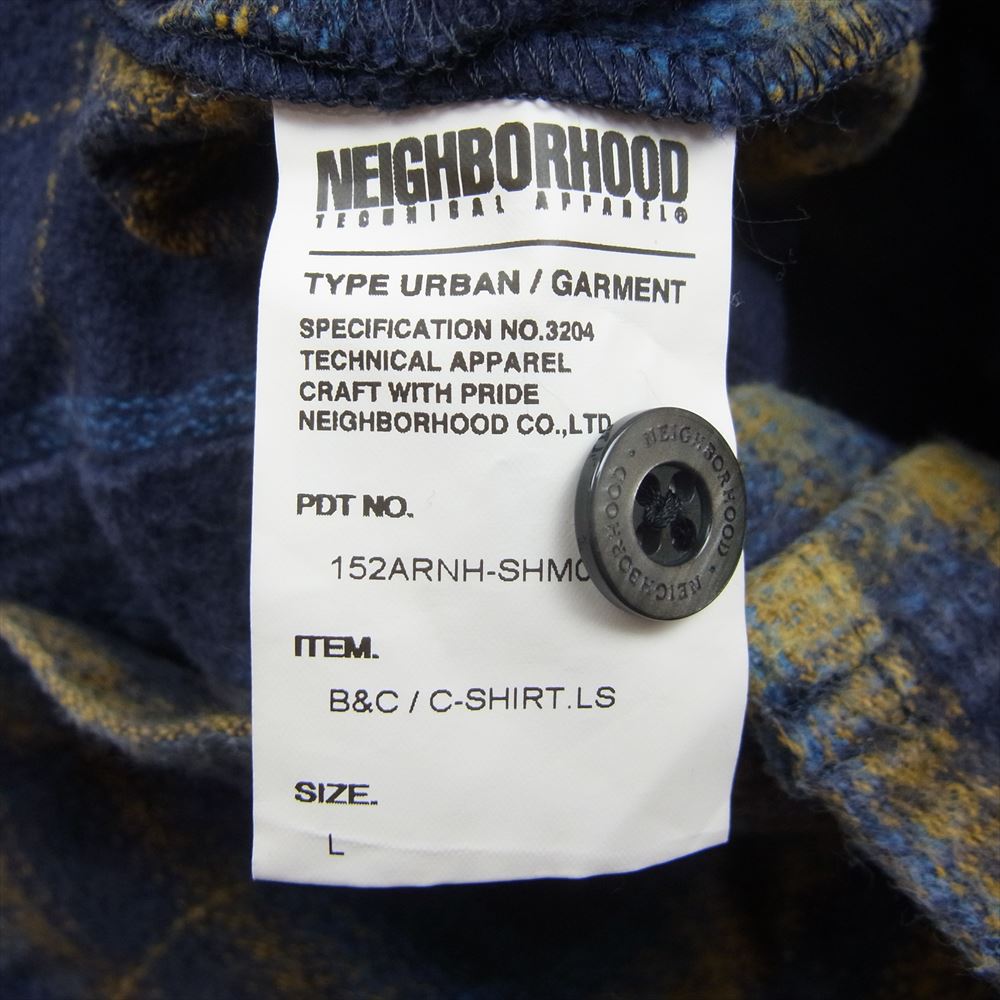 NEIGHBORHOOD
TECHNICAL APPAREL®
TYPE URBAN / GARMENT
SPECIFICATION NO.3204
TECHNICAL APPAREL
CRAFT WITH PRIDE
NEIGHBORHOOD CO.,LTD
PDT NO.
152ARNH-SHM0
ITEM.
B&C / C-SHIRT.LS
SIZE.
L
NEIGHBORHOOD · NEIGHBORHOOD ·